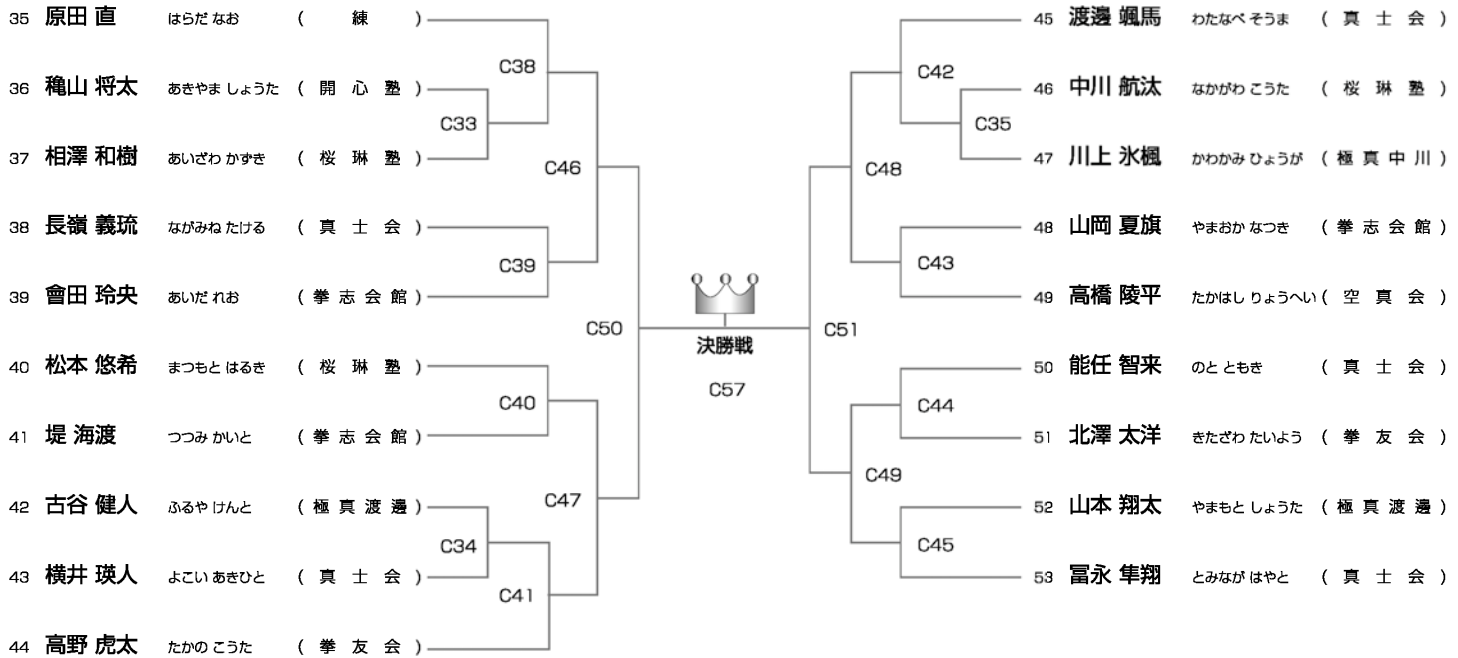 35 原田 直 はらだ なお ( 練 )
36 穐山 将太 あきやま しょうた ( 開 心 塾 )
37 相澤 和樹 あいざわ かずき ( 桜 琳 塾 )
38 長嶺 義琉 ながみね たける ( 真 士 会 )
39 會田 玲央 あいだ れお ( 拳 志 会 館 )
40 松本 悠希 まつもと はるき ( 桜 琳 塾 )
41 堤 海渡 つつみ かいと ( 拳 志 会 館 )
42 古谷 健人 ふるや けんと ( 極 真 渡 邊 )
43 横井 瑛人 よこい あきひと ( 真 士 会 )
44 高野 虎太 たかの こうた ( 拳 友 会 )
C38
C33
C46
C39
C50
C40
C47
C34
C41
決勝戦
C57
C42
C35
C48
C43
C51
C44
C49
C45
45 渡邊 颯馬 わたなべ そうま ( 真 士 会 )
46 中川 航汰 なかがわ こうた ( 桜 琳 塾 )
47 川上 氷楓 かわかみ ひょうが ( 極 真 中 川 )
48 山岡 夏旗 やまおか なつき ( 拳 志 会 館 )
49 高橋 陵平 たかはし りょうへい ( 空 真 会 )
50 能任 智来 のと ともき ( 真 士 会 )
51 北澤 太洋 きたざわ たいよう ( 拳 友 会 )
52 山本 翔太 やまもと しょうた ( 極 真 渡 邊 )
53 冨永 隼翔 とみなが はやと ( 真 士 会 )